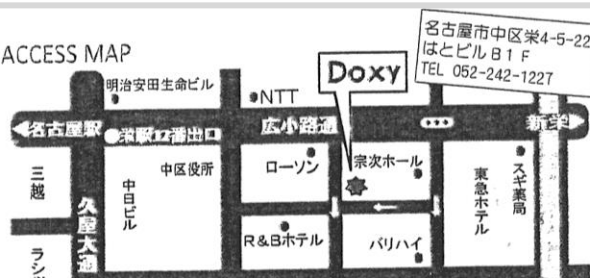 ACCESS MAP
名古屋市中区栄4-5-22
はとビルB1F
TEL 052-242-1227
Doxy
明治安田生命ビル
NTT
名古屋駅
栄駅12番出口
広小路通
新栄
三越
久屋大通
中日ビル
中区役所
ローソン
宗次ホール
東急ホテル
スギ薬局
R&Bホテル
バリハイ